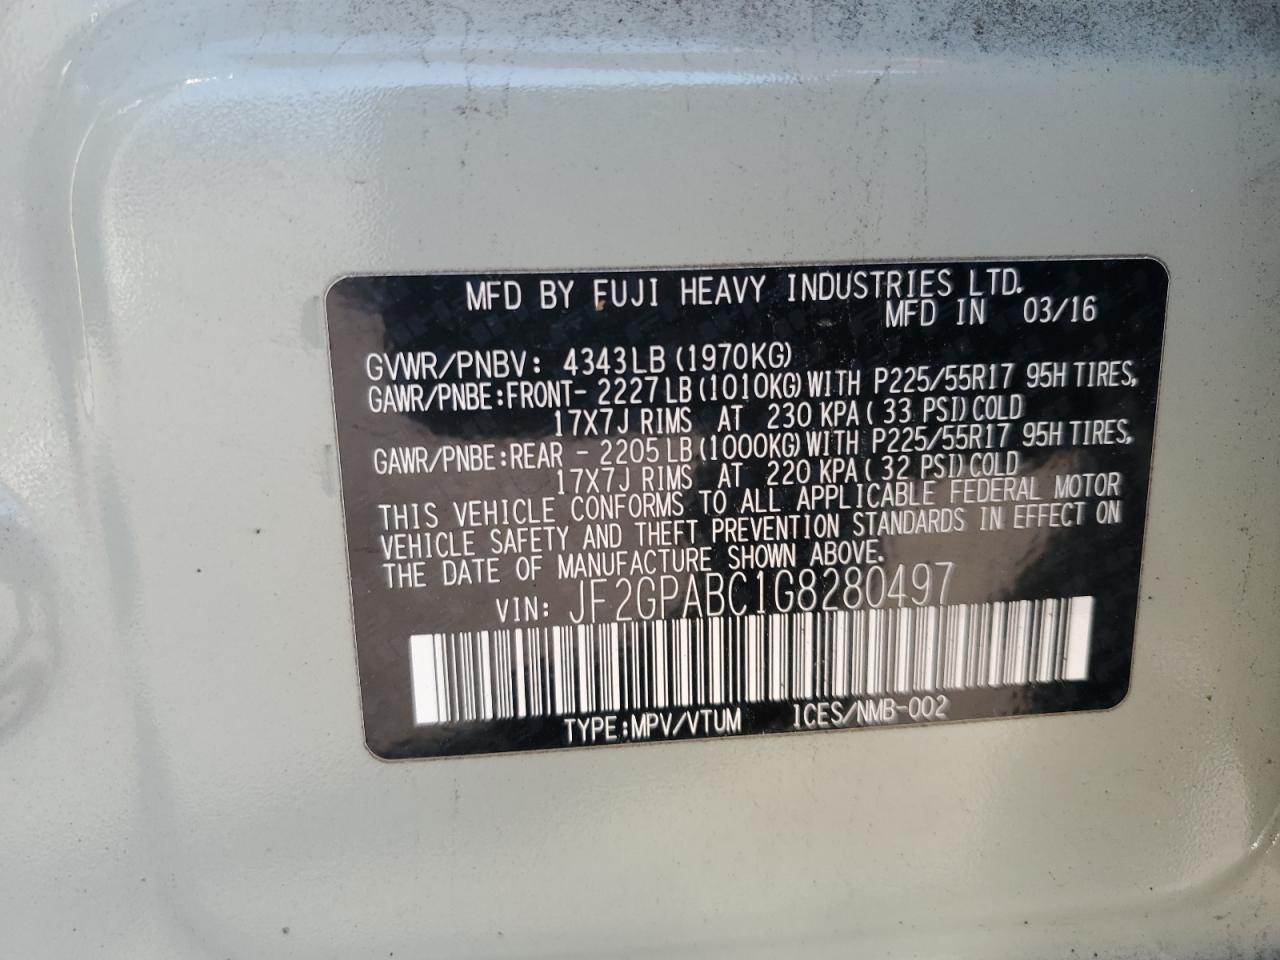 MFD BY FUJI HEAVY INDUSTRIES LTD.
MFD IN 03/16
GVWR/PNBV: 4343LB (1970KG)
GAWR/PNBE:FRONT- 2227 LB (1010KG) WITH P225/55R17 95H TIRES,
17X7J RIMS AT 230 KPA ( 33 PSI) COLD
GAWR/PNBE:REAR - 2205 LB (1000KG) WITH P225/55R17 95H TIRES,
17X7J RIMS AT 220 KPA ( 32 PSI) COLD
THIS VEHICLE CONFORMS TO ALL APPLICABLE FEDERAL MOTOR
VEHICLE SAFETY AND THEFT PREVENTION STANDARDS IN EFFECT ON
THE DATE OF MANUFACTURE SHOWN ABOVE.
VIN: JF2GPABC1G8280497
TYPE:MPV/VTUM ICES/NMB-002